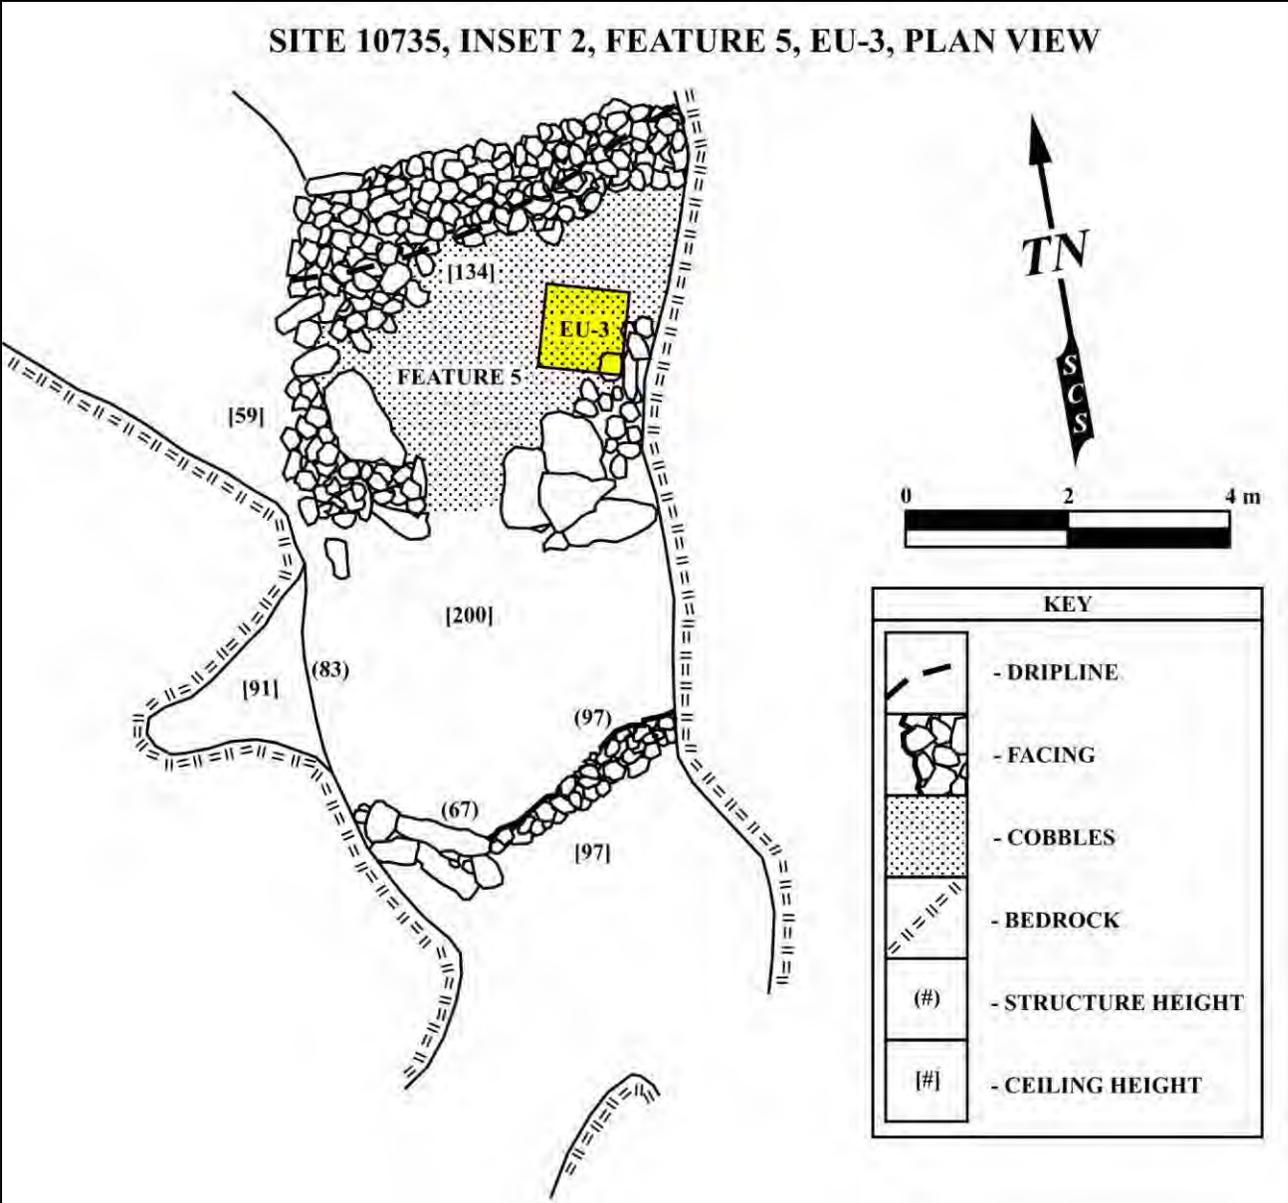 SITE 10735, INSET 2, FEATURE 5, EU-3, PLAN VIEW
TN
SCS
[134]
EU-3
FEATURE 5
[59]
0 2 4 m
[200]
(83)
[91]
(97)
(67)
[97]
KEY
- DRIPLINE
- FACING
- COBBLES
- BEDROCK
(#) - STRUCTURE HEIGHT
[#] - CEILING HEIGHT